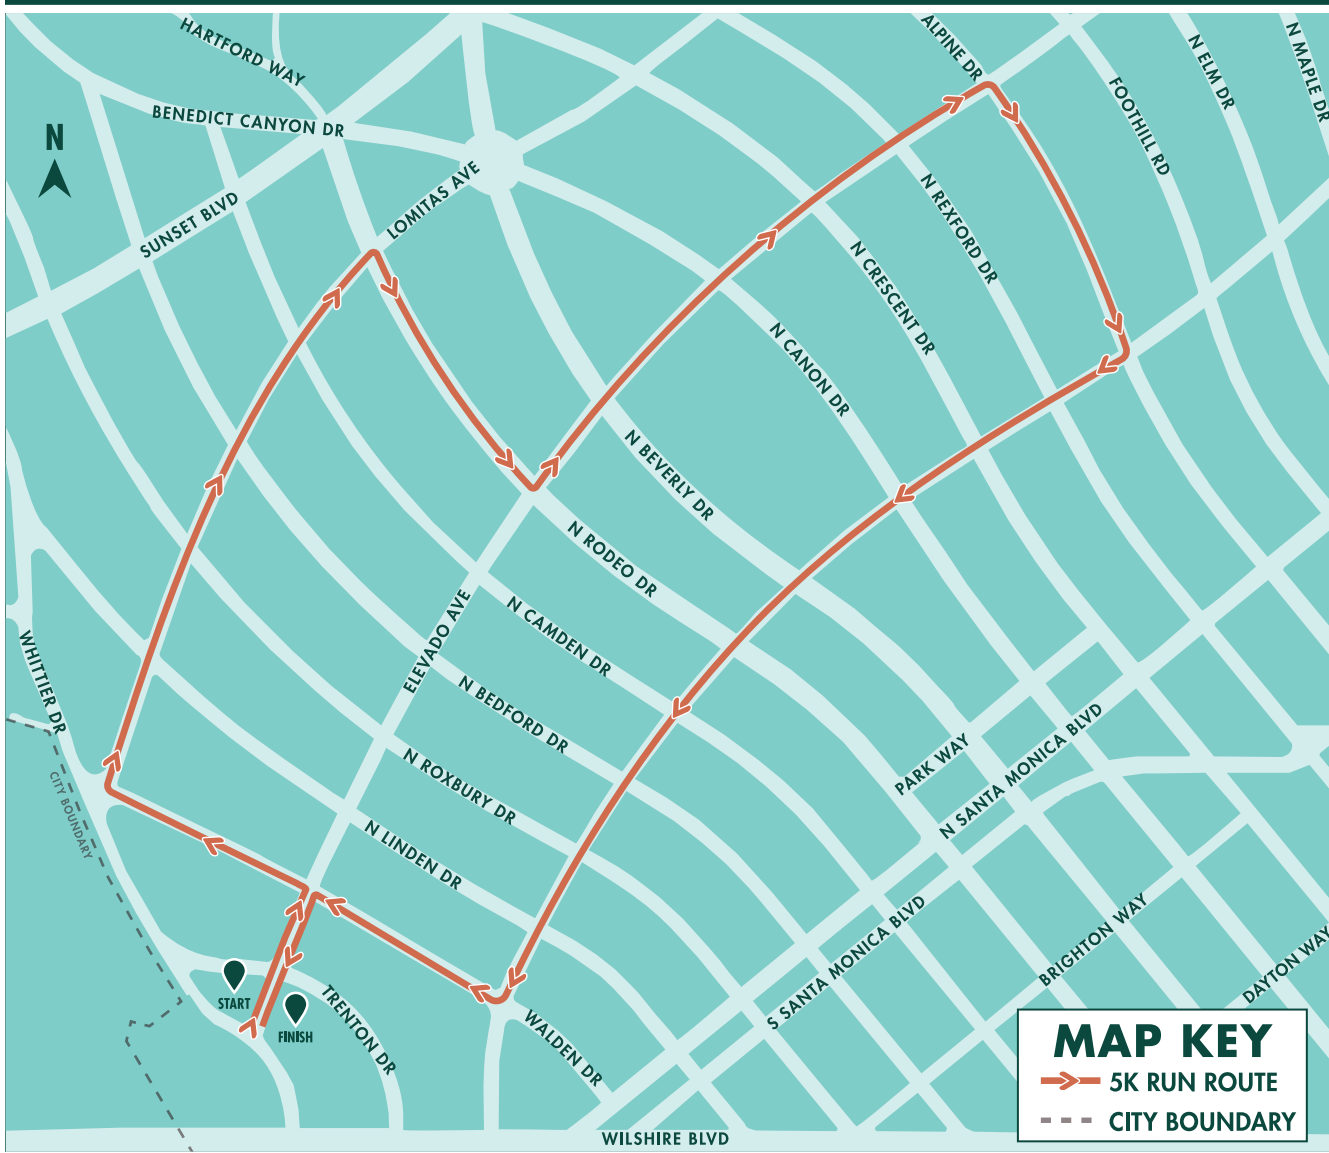 HARTFORD WAY
ALPINE DR
N ELM DR
N MAPLE DR
FOOTHILL RD
BENEDICT CANYON DR
N
LOMITAS AVE
SUNSET BLVD
N REXFORD DR
N CRESCENT DR
N CANON DR
N BEVERLY DR
N RODEO DR
ELEVADO AVE
N CAMDEN DR
WHITTIER DR
N BEDFORD DR
CITY BOUNDARY
N ROXBURY DR
PARK WAY
N SANTA MONICA BLVD
N LINDEN DR
S SANTA MONICA BLVD
BRIGHTON WAY
DAYTON WAY
START
FINISH
TRENTON DR
WALDEN DR
WILSHIRE BLVD
MAP KEY
5K RUN ROUTE
CITY BOUNDARY